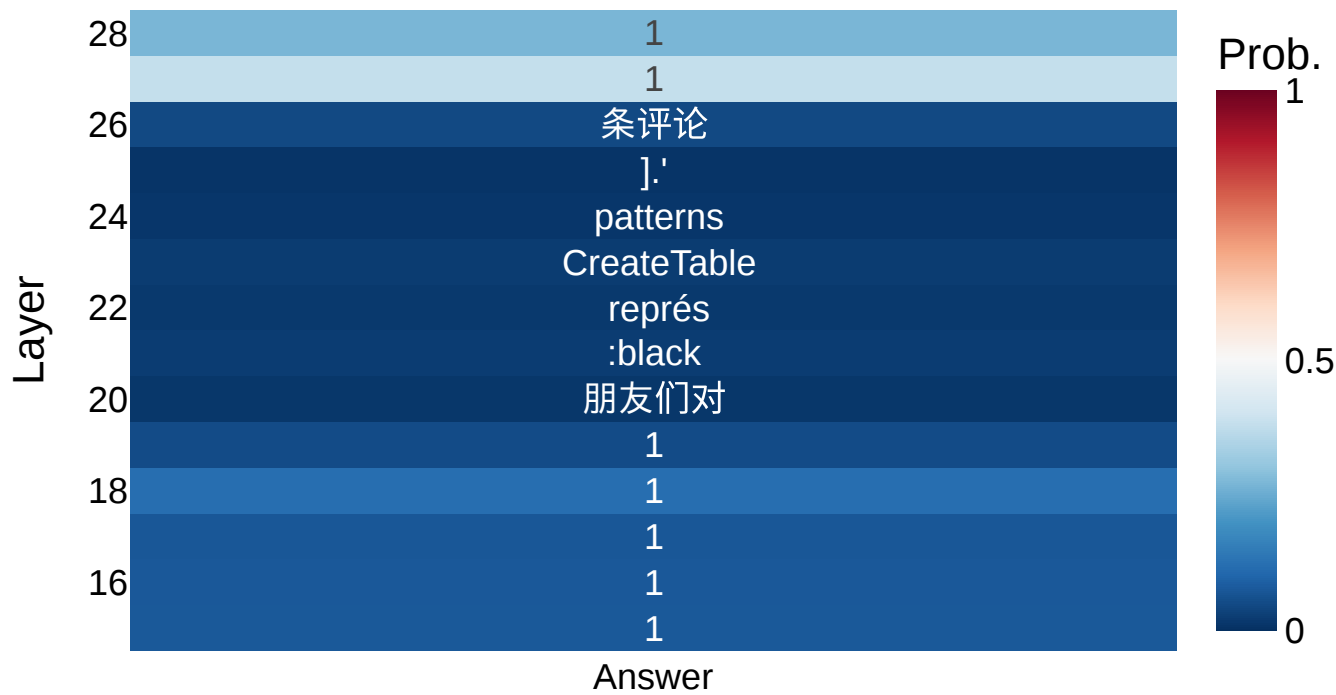 28 1
1
26 条评论
].'
24 patterns
CreateTable
22 représ
:black
20 朋友们对
1
18 1
1
16 1
1
Layer
Answer
Prob.
1
0.5
0